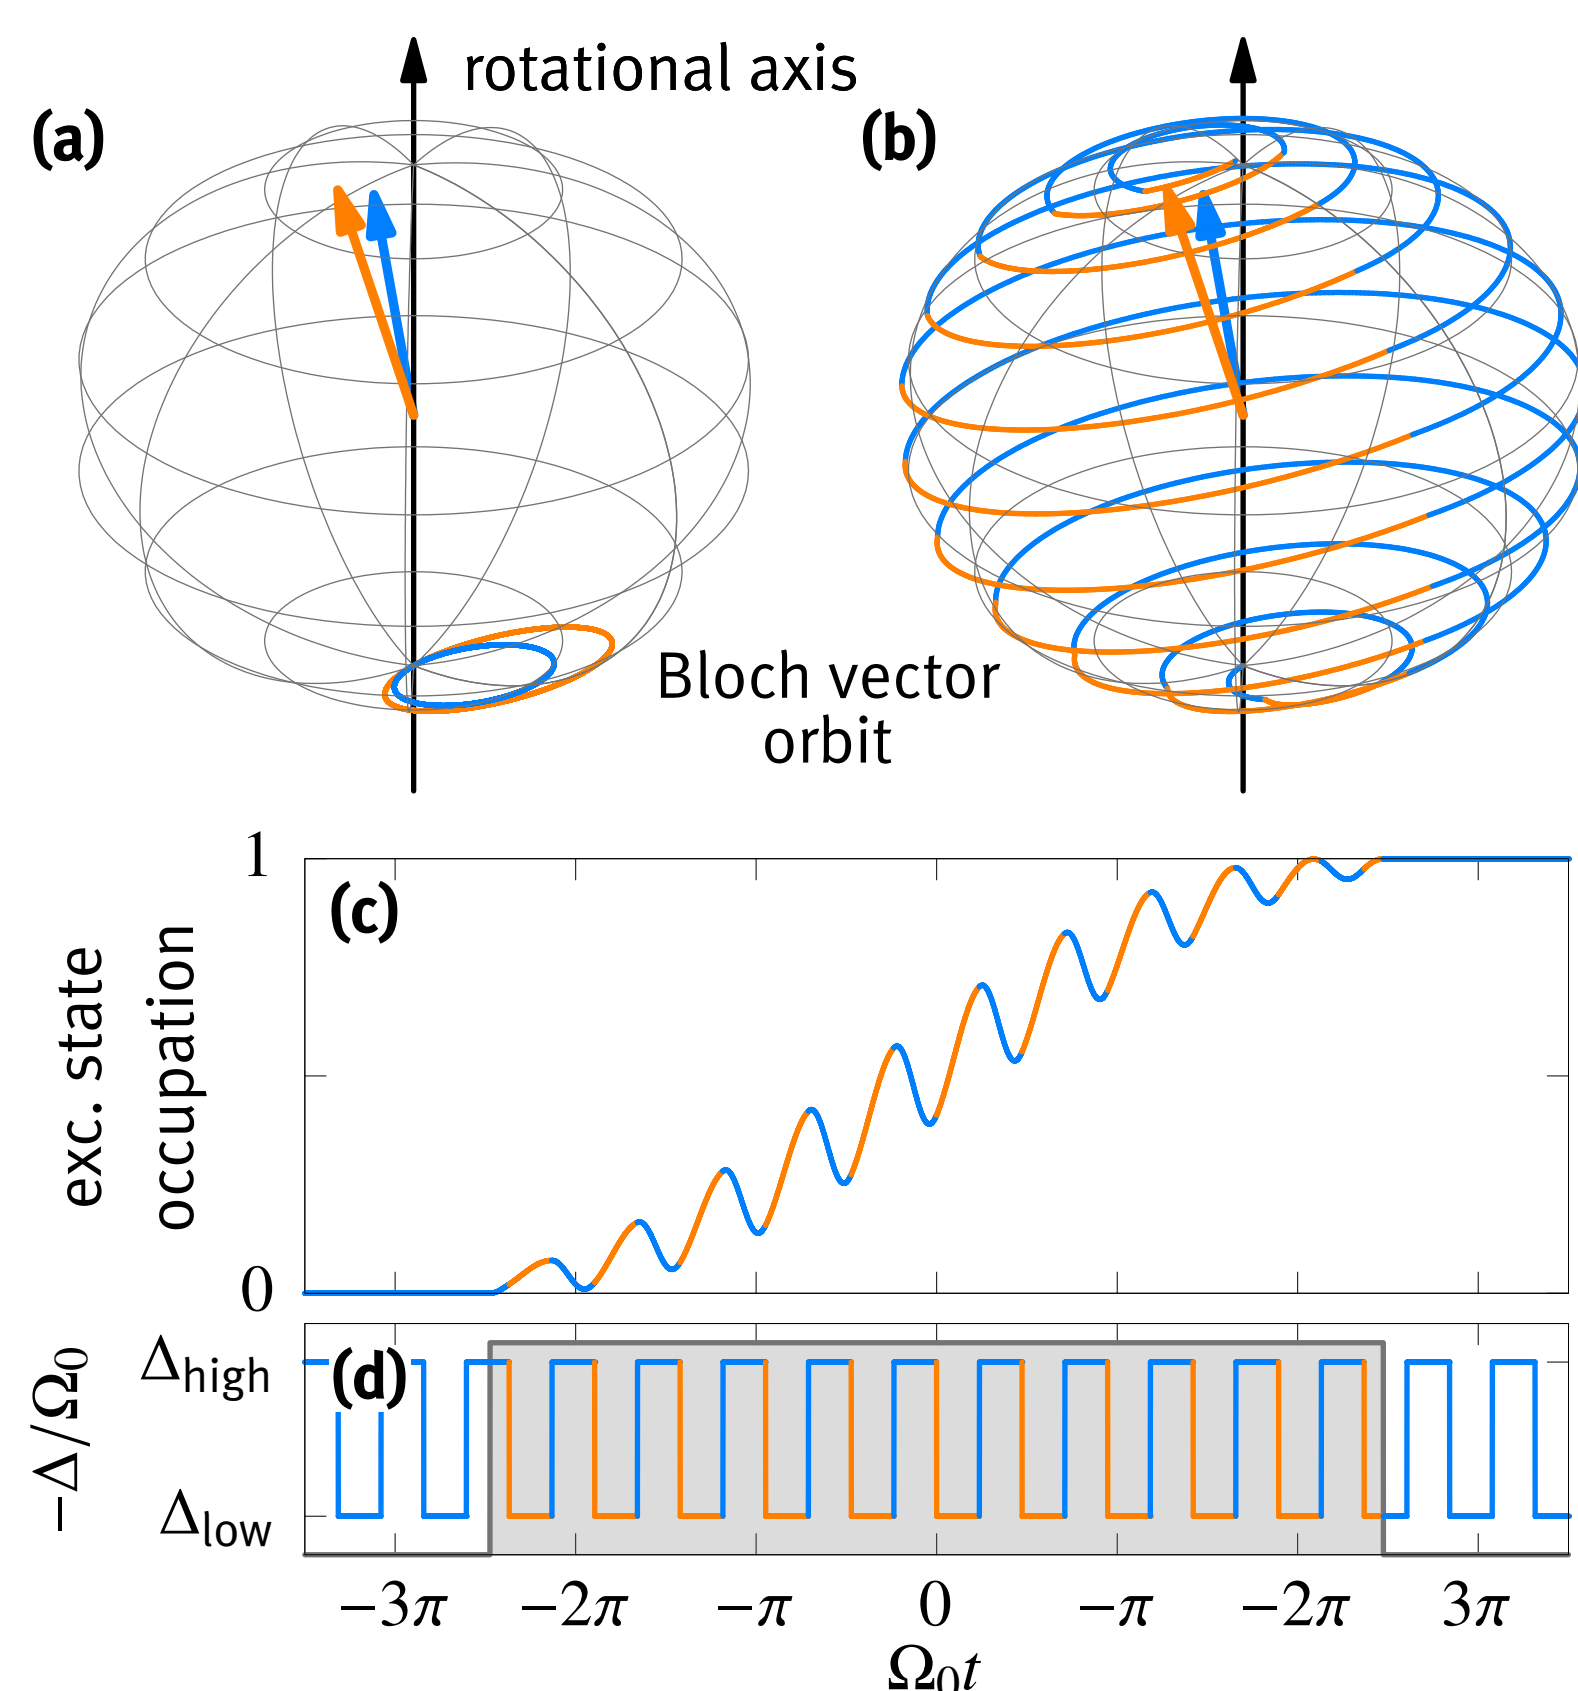 rotational axis
(a)
(b)
Bloch vector
orbit
1
(c)
exc. state
occupation
0
−Δ/Ω₀
Δhigh
(d)
Δlow
−3π −2π −π 0 −π −2π 3π
Ω₀t